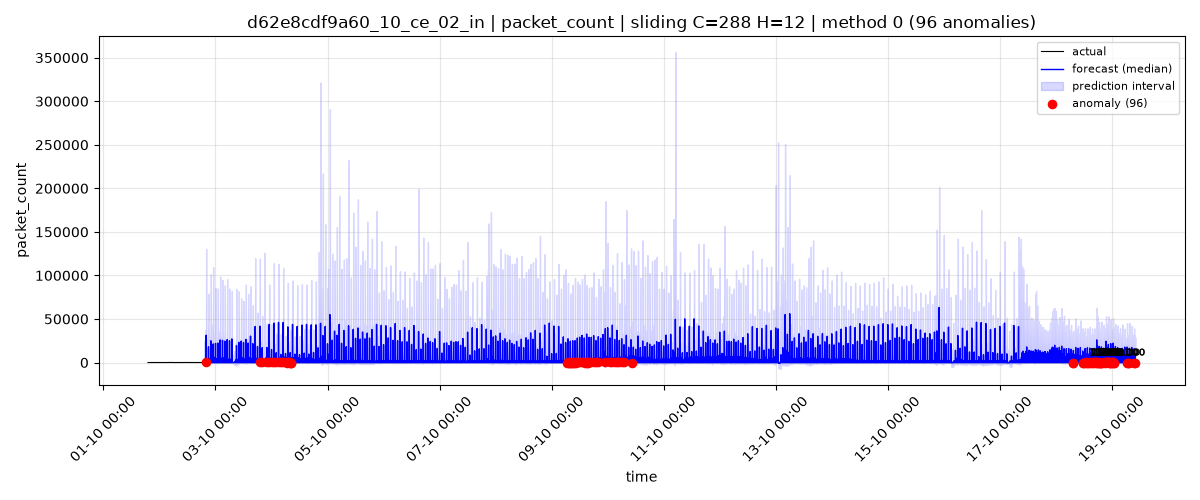 d62e8cdf9a60_10_ce_02_in | packet_count | sliding C=288 H=12 | method 0 (96 anomalies)
actual
forecast (median)
prediction interval
anomaly (96)
packet_count
350000
300000
250000
200000
150000
100000
50000
0
01-10 00:00
03-10 00:00
05-10 00:00
07-10 00:00
09-10 00:00
11-10 00:00
13-10 00:00
15-10 00:00
17-10 00:00
19-10 00:00
time